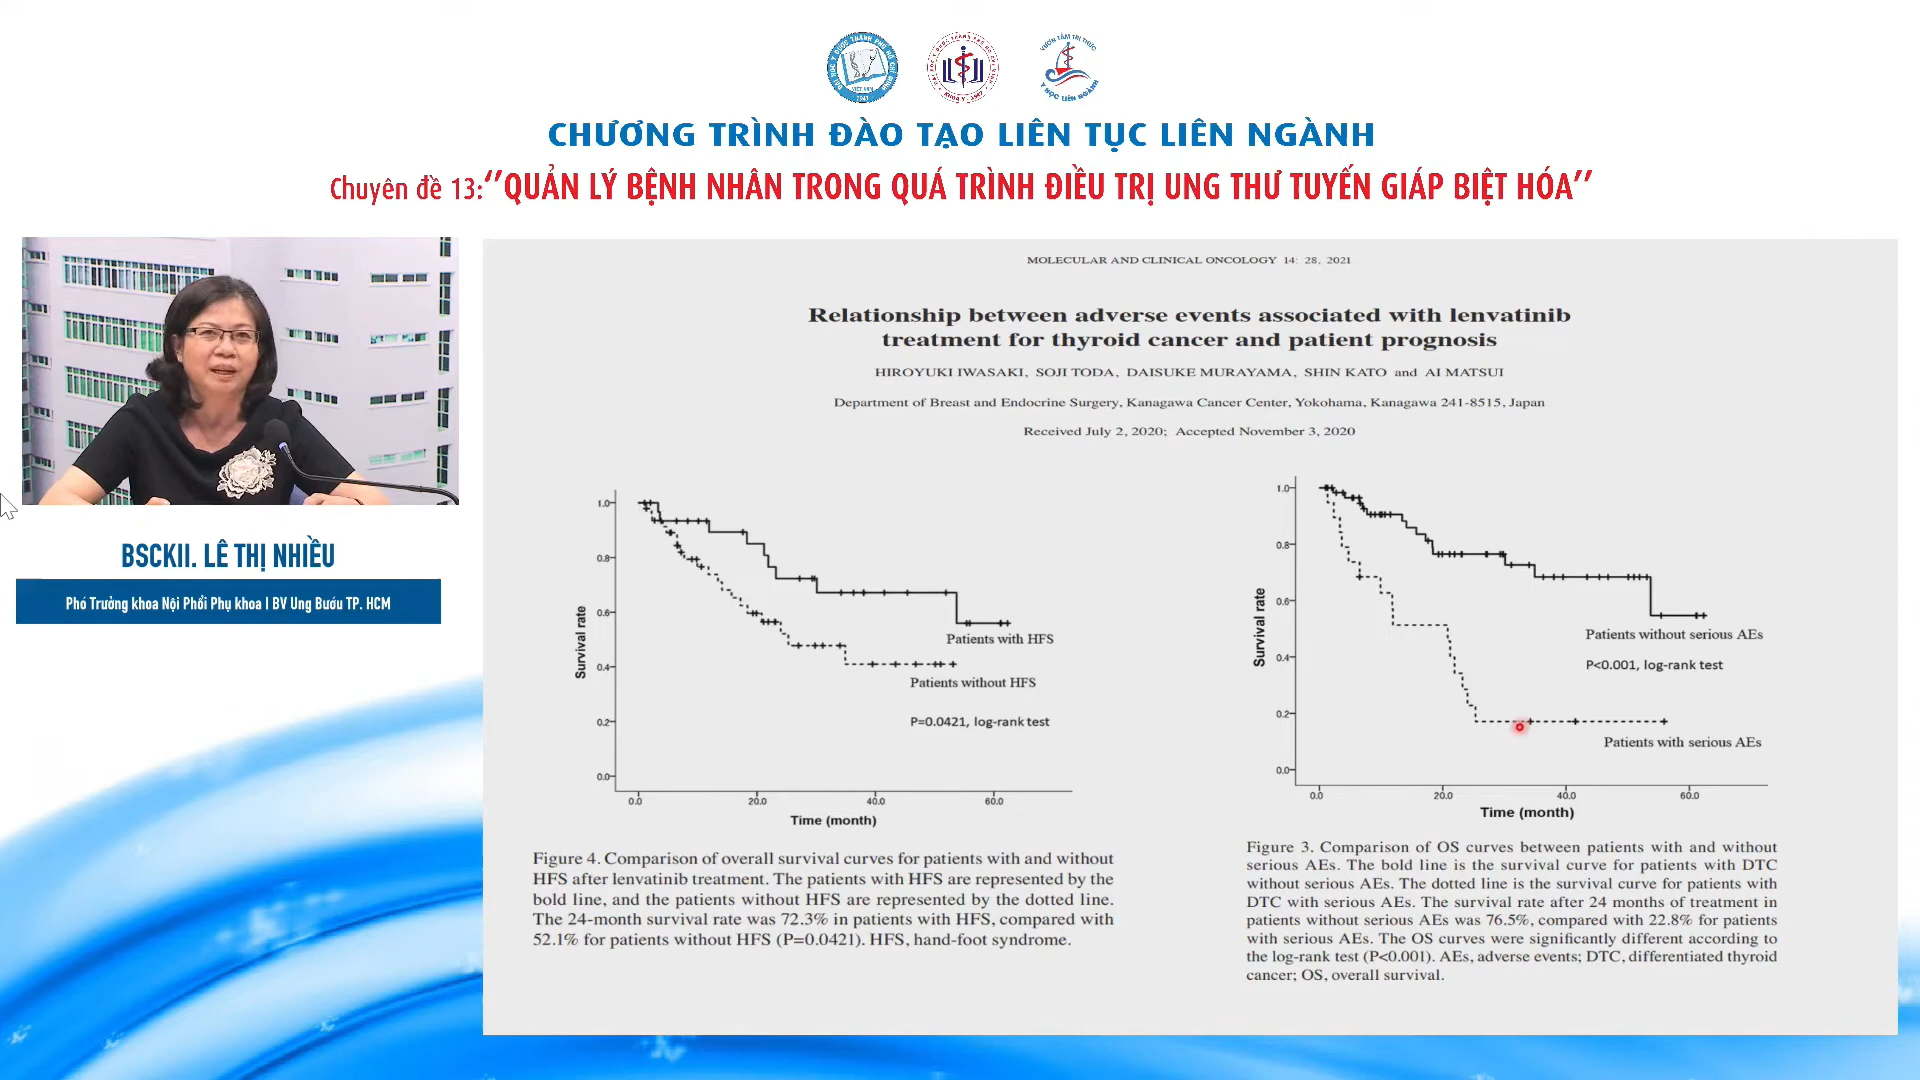 CHƯƠNG TRÌNH ĐÀO TẠO LIÊN TỤC LIÊN NGÀNH
Chuyên đề 13:‘’QUẢN LÝ BỆNH NHÂN TRONG QUÁ TRÌNH ĐIỀU TRỊ UNG THƯ TUYẾN GIÁP BIỆT HÓA’’
BSCKII. LÊ THỊ NHIỀU
Phó Trưởng khoa Nội Phổi Phụ khoa I BV Ung Bướu TP. HCM
MOLECULAR AND CLINICAL ONCOLOGY 14: 28, 2021
Relationship between adverse events associated with lenvatinib
treatment for thyroid cancer and patient prognosis
HIROYUKI IWASAKI, SOJI TODA, DAISUKE MURAYAMA, SHIN KATO and AI MATSUI
Department of Breast and Endocrine Surgery, Kanagawa Cancer Center, Yokohama, Kanagawa 241-8515, Japan
Received July 2, 2020; Accepted November 3, 2020
1.0
0.8
0.6
0.4
0.2
0.0
Survival rate
Patients with HFS
Patients without HFS
P=0.0421, log-rank test
0.0 20.0 40.0 60.0
Time (month)
Figure 4. Comparison of overall survival curves for patients with and without
HFS after lenvatinib treatment. The patients with HFS are represented by the
bold line, and the patients without HFS are represented by the dotted line.
The 24-month survival rate was 72.3% in patients with HFS, compared with
52.1% for patients without HFS (P=0.0421). HFS, hand-foot syndrome.
1.0
0.8
0.6
0.4
0.2
0.0
Survival rate
Patients without serious AEs
P<0.001, log-rank test
Patients with serious AEs
0.0 20.0 40.0 60.0
Time (month)
Figure 3. Comparison of OS curves between patients with and without
serious AEs. The bold line is the survival curve for patients with DTC
without serious AEs. The dotted line is the survival curve for patients with
DTC with serious AEs. The survival rate after 24 months of treatment in
patients without serious AEs was 76.5%, compared with 22.8% for patients
with serious AEs. The OS curves were significantly different according to
the log-rank test (P<0.001). AEs, adverse events; DTC, differentiated thyroid
cancer; OS, overall survival.